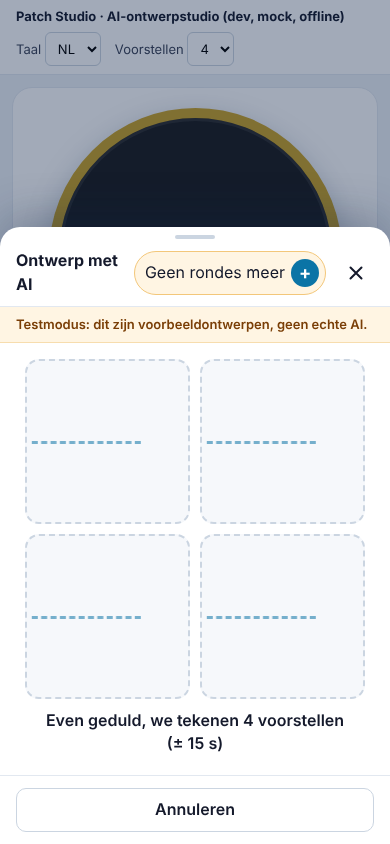 Patch Studio · AI-ontwerpstudio (dev, mock, offline)
Taal NL Voorstellen 4
Ontwerp met AI
Geen rondes meer +
Testmodus: dit zijn voorbeeldontwerpen, geen echte AI.
Even geduld, we tekenen 4 voorstellen
(± 15 s)
Annuleren